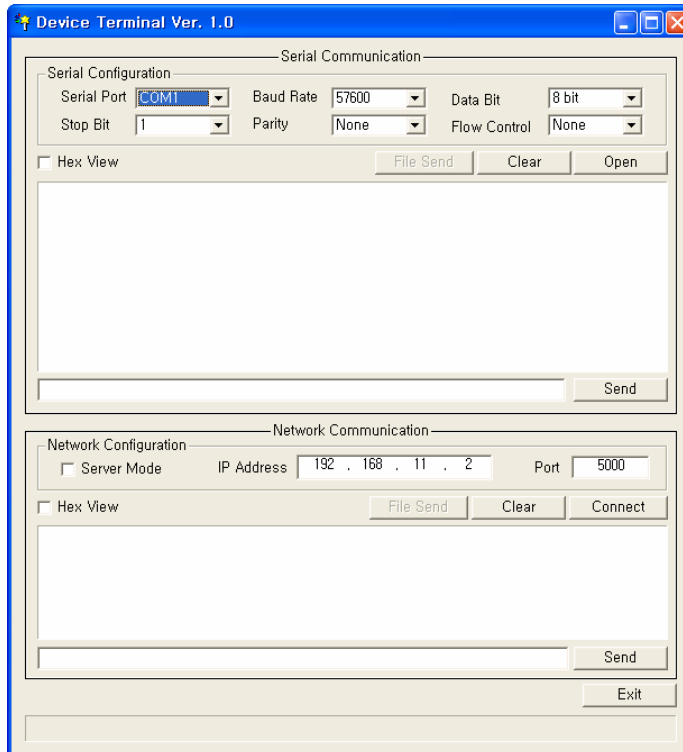 Device Terminal Ver. 1.0
Serial Communication
Serial Configuration
Serial Port COM1 Baud Rate 57600 Data Bit 8 bit
Stop Bit 1 Parity None Flow Control None
Hex View File Send Clear Open
Send
Network Communication
Network Configuration
Server Mode IP Address 192 . 168 . 11 . 2 Port 5000
Hex View File Send Clear Connect
Send
Exit